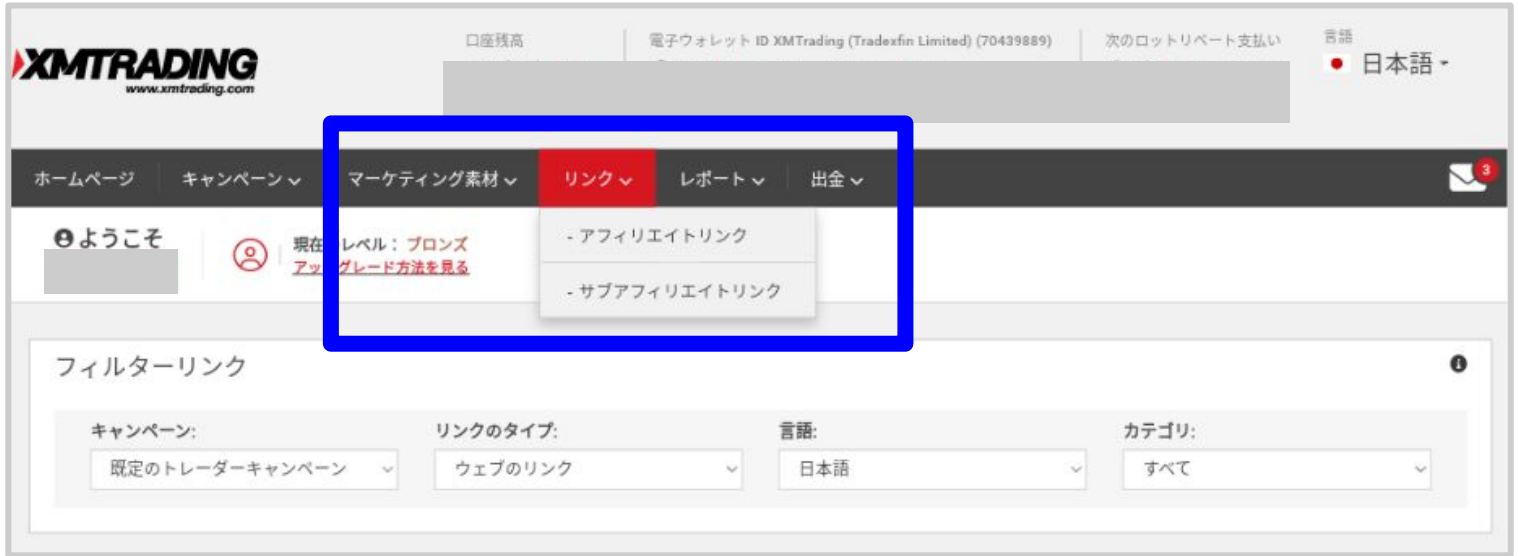 XMTRADING
www.xmtrading.com
口座残高
電子ウォレット ID XMTrading (Tradexfin Limited) (70439889)
次のロットリベート支払い
言語
日本語
ホームページ
キャンペーン
マーケティング素材
リンク
レポート
出金
3
ようこそ
現在 レベル： ブロンズ
アッ グレード方法を見る
- アフィリエイトリンク
- サブアフィリエイトリンク
フィルターリンク
キャンペーン:
リンクのタイプ:
言語:
カテゴリ:
既定のトレーダーキャンペーン
ウェブのリンク
日本語
すべて